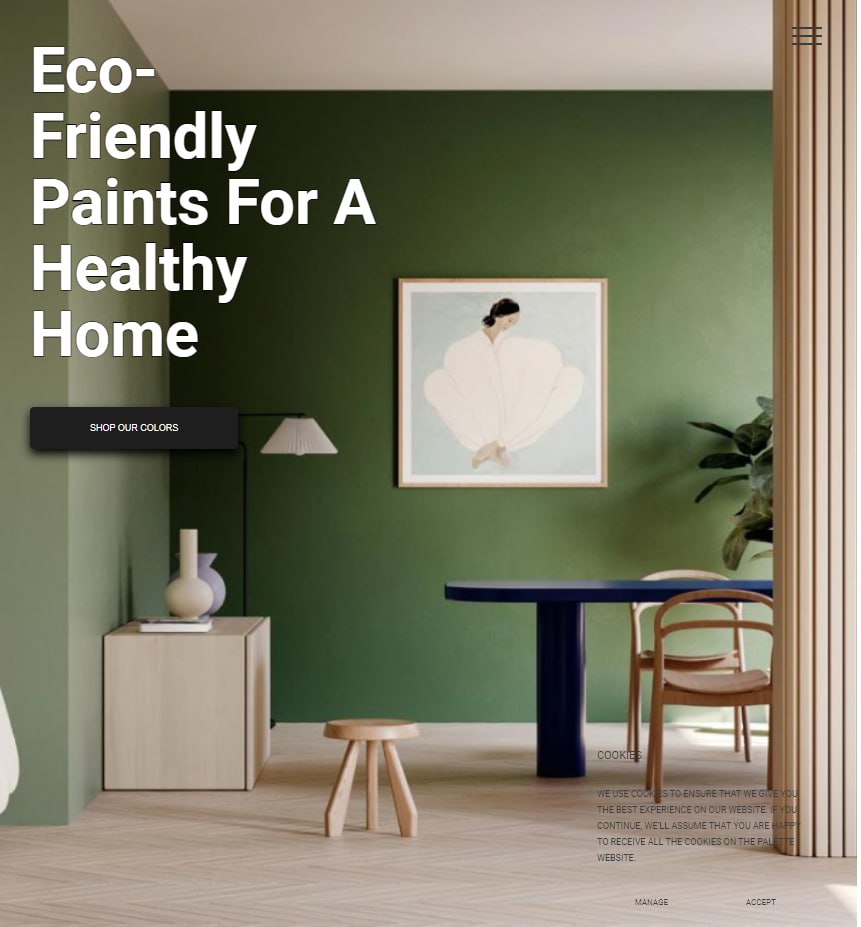 Eco-
Friendly
Paints For A
Healthy
Home
SHOP OUR COLORS
COOKIES
WE USE COOKIES TO ENSURE THAT WE GIVE YOU
THE BEST EXPERIENCE ON OUR WEBSITE. IF YOU
CONTINUE, WE'LL ASSUME THAT YOU ARE HAPPY
TO RECEIVE ALL THE COOKIES ON THE PALETTE
WEBSITE.
MANAGE
ACCEPT